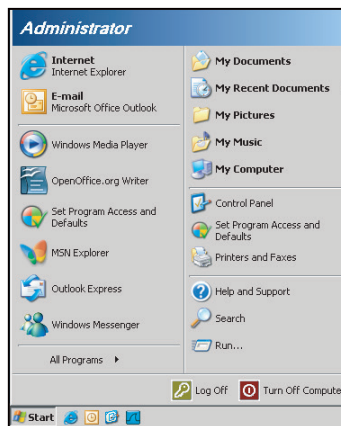 Administrator
Internet
Internet Explorer
E-mail
Microsoft Office Outlook
Windows Media Player
OpenOffice.org Writer
Set Program Access and
Defaults
MSN Explorer
Outlook Express
Windows Messenger
All Programs
My Documents
My Recent Documents
My Pictures
My Music
My Computer
Control Panel
Set Program Access and
Defaults
Printers and Faxes
Help and Support
Search
Run...
Log Off
Turn Off Compute
Start